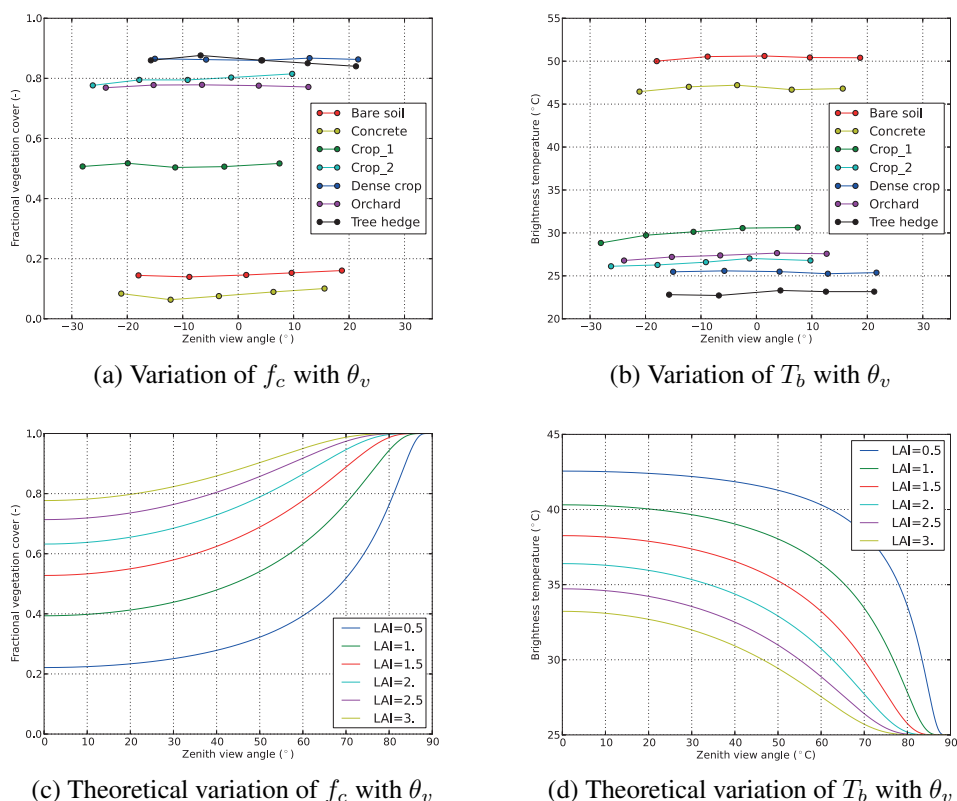 1.0
0.8
0.6
0.4
0.2
0.0
−30 −20 −10 0 10 20 30
Fractional vegetation cover (-)
Zenith view angle (°)
Bare soil
Concrete
Crop_1
Crop_2
Dense crop
Orchard
Tree hedge
(a) Variation of f_c with θ_v
55
50
45
40
35
30
25
20
−30 −20 −10 0 10 20 30
Brightness temperature (°C)
Zenith view angle (°)
Bare soil
Concrete
Crop_1
Crop_2
Dense crop
Orchard
Tree hedge
(b) Variation of T_b with θ_v
1.0
0.8
0.6
0.4
0.2
0.0
0 10 20 30 40 50 60 70 80 90
Fractional vegetation cover (-)
Zenith view angle (°)
LAI=0.5
LAI=1.
LAI=1.5
LAI=2.
LAI=2.5
LAI=3.
(c) Theoretical variation of f_c with θ_v
45
40
35
30
25
0 10 20 30 40 50 60 70 80 90
Brightness temperature (°C)
Zenith view angle (°C)
LAI=0.5
LAI=1.
LAI=1.5
LAI=2.
LAI=2.5
LAI=3.
(d) Theoretical variation of T_b with θ_v